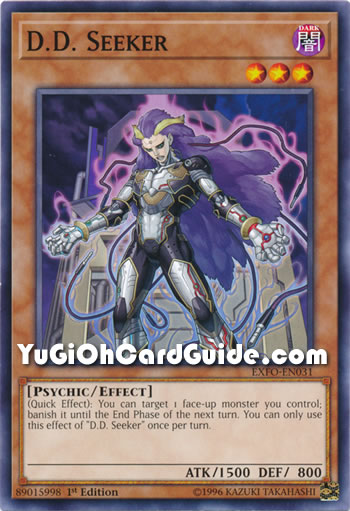 D.D. Seeker
DARK
闇
YuGiOhCardGuide.com
EXFO-EN031
[Psychic/Effect]
(Quick Effect): You can target 1 face-up monster you control;
banish it until the End Phase of the next turn. You can only use
this effect of "D.D. Seeker" once per turn.
ATK/1500 DEF/ 800
89015998 1st Edition ©1996 KAZUKI TAKAHASHI